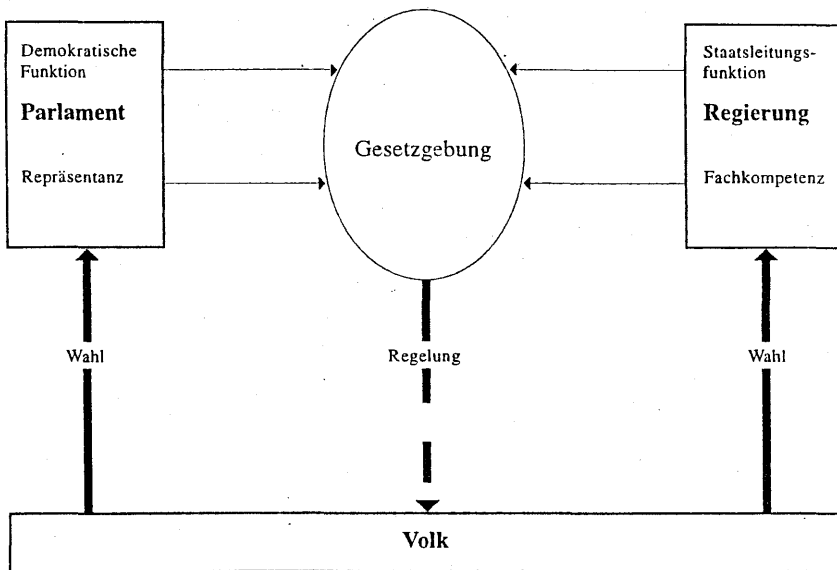 Demokratische
Funktion
Parlament
Repräsentanz
Gesetzgebung
Staatsleitungs-
funktion
Regierung
Fachkompetenz
Wahl
Regelung
Wahl
Volk